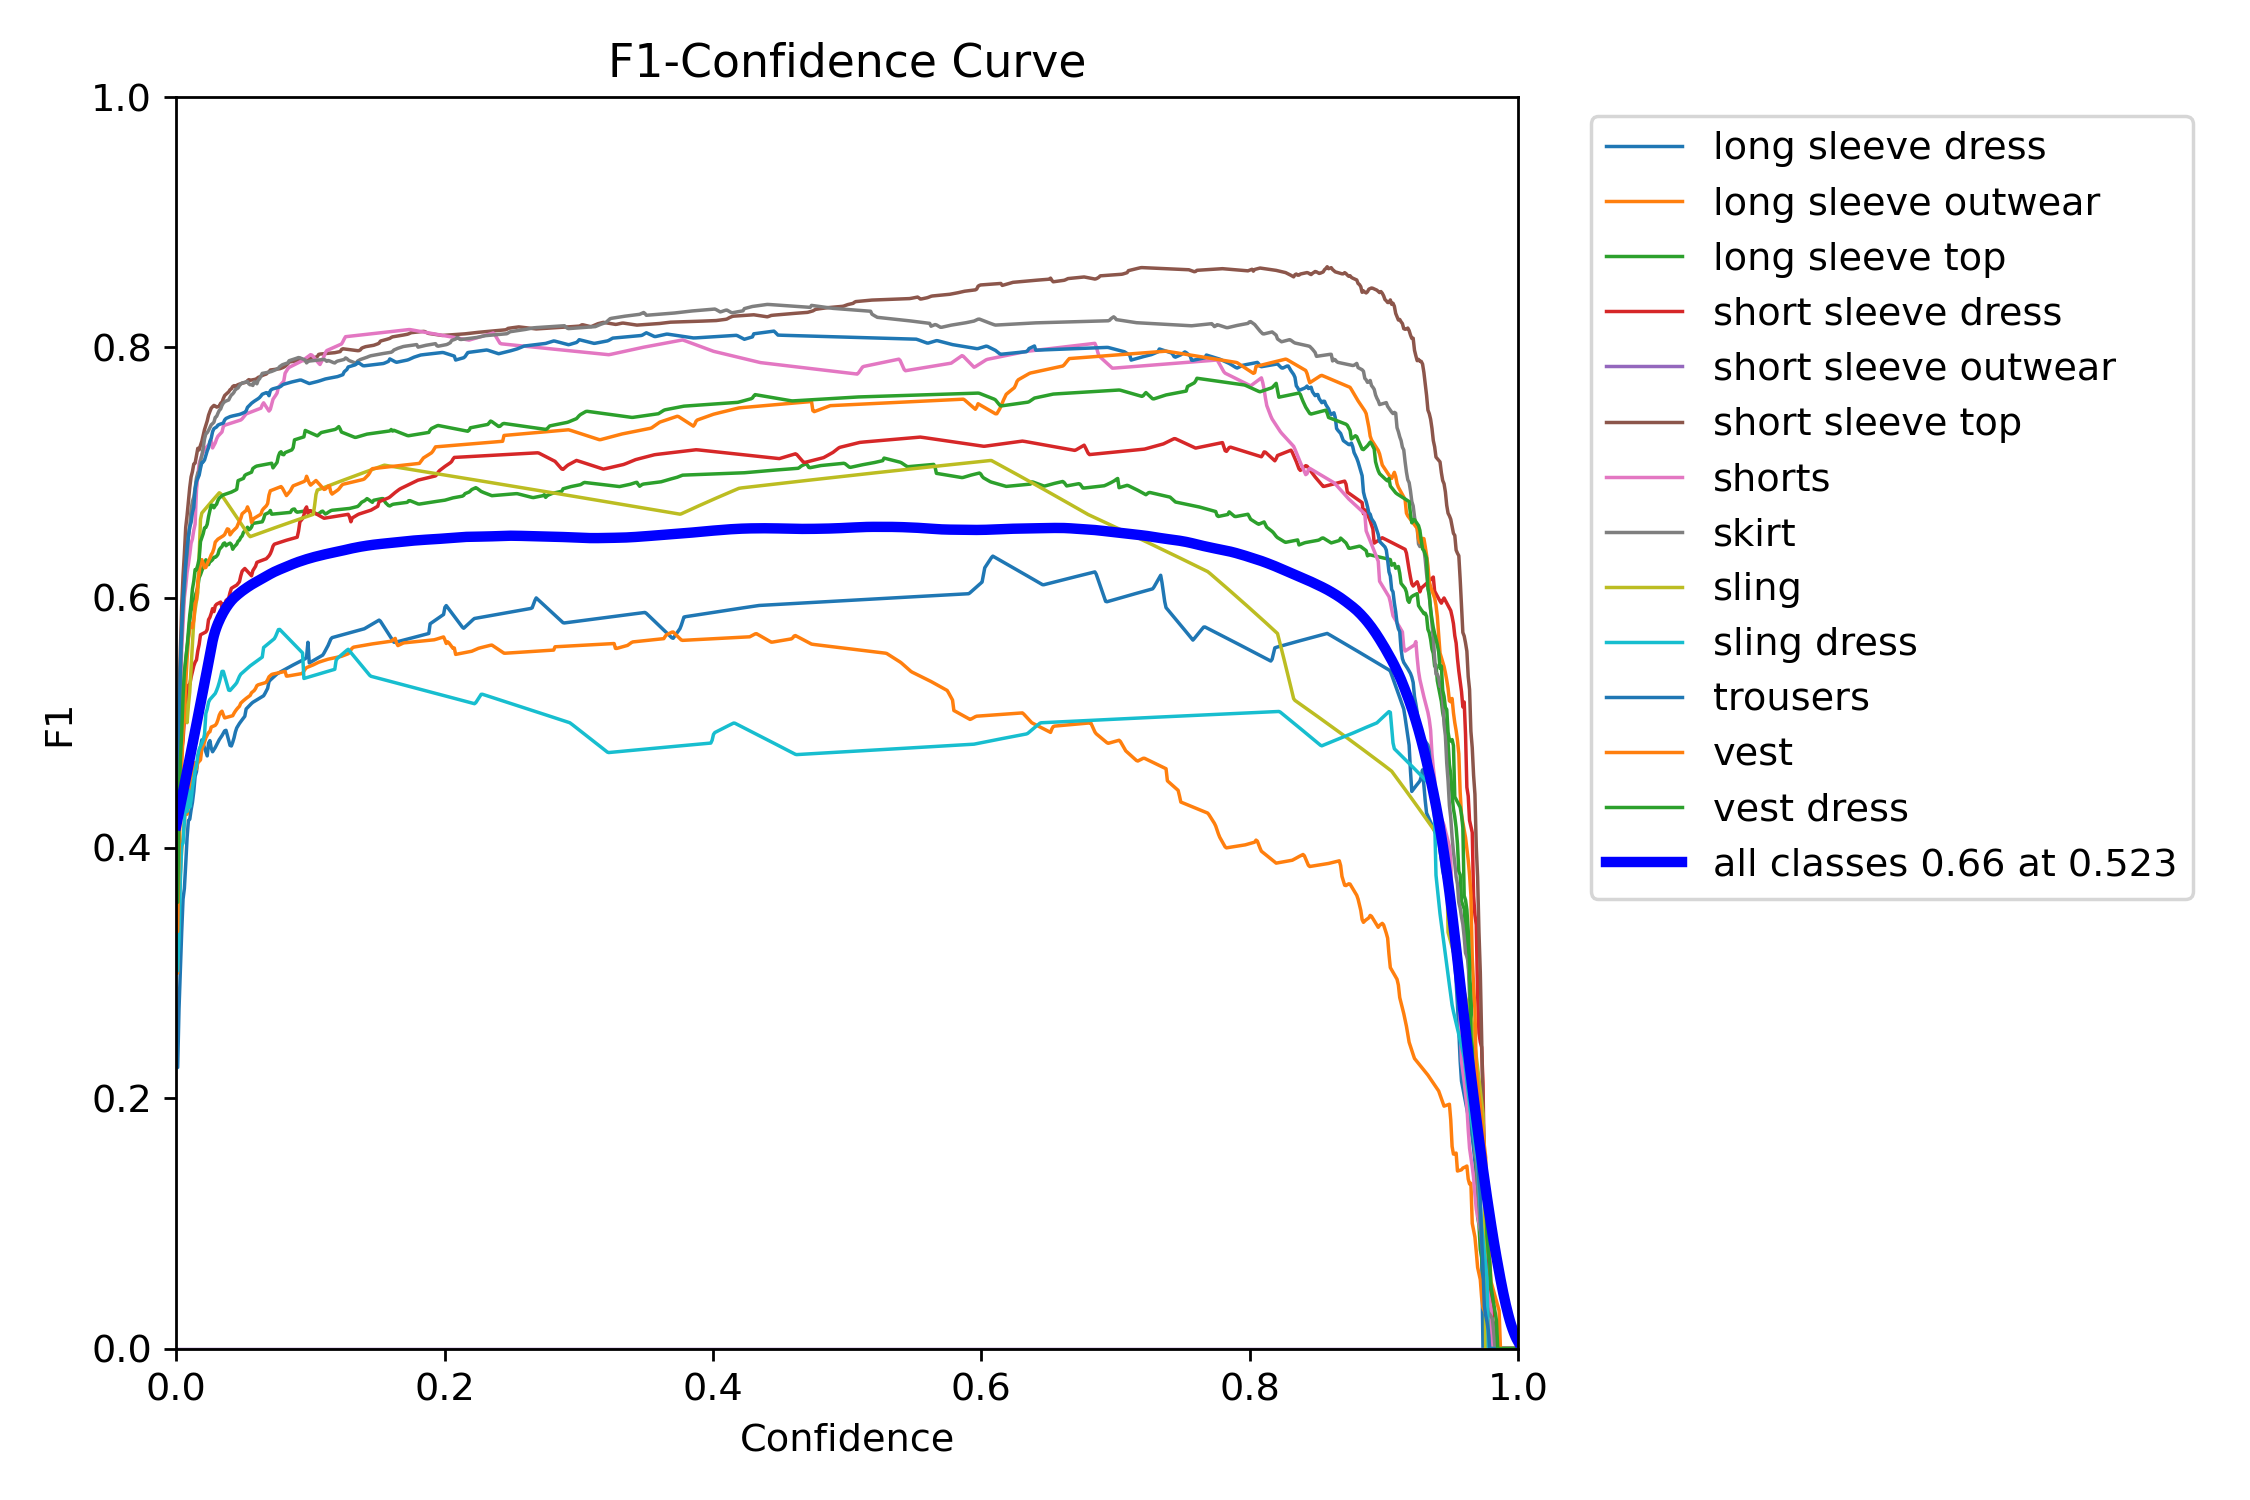 F1-Confidence Curve
1.0
0.8
0.6
0.4
0.2
0.0
F1
0.0 0.2 0.4 0.6 0.8 1.0
Confidence
long sleeve dress
long sleeve outwear
long sleeve top
short sleeve dress
short sleeve outwear
short sleeve top
shorts
skirt
sling
sling dress
trousers
vest
vest dress
all classes 0.66 at 0.523